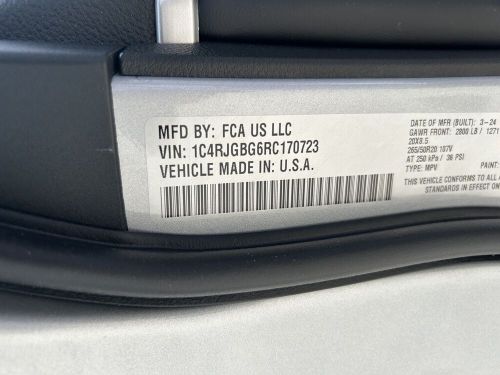 MFD BY: FCA US LLC
VIN: 1C4RJGBG6RC170723
VEHICLE MADE IN: U.S.A.
DATE OF MFR (BUILT): 3-24
GAWR FRONT: 2800 LB / 1271
20X8.5
265/50R20 107V
AT 250 kPa / 36 PSI
TYPE: MPV PAINT:
THIS VEHICLE CONFORMS TO ALL
STANDARDS IN EFFECT ON